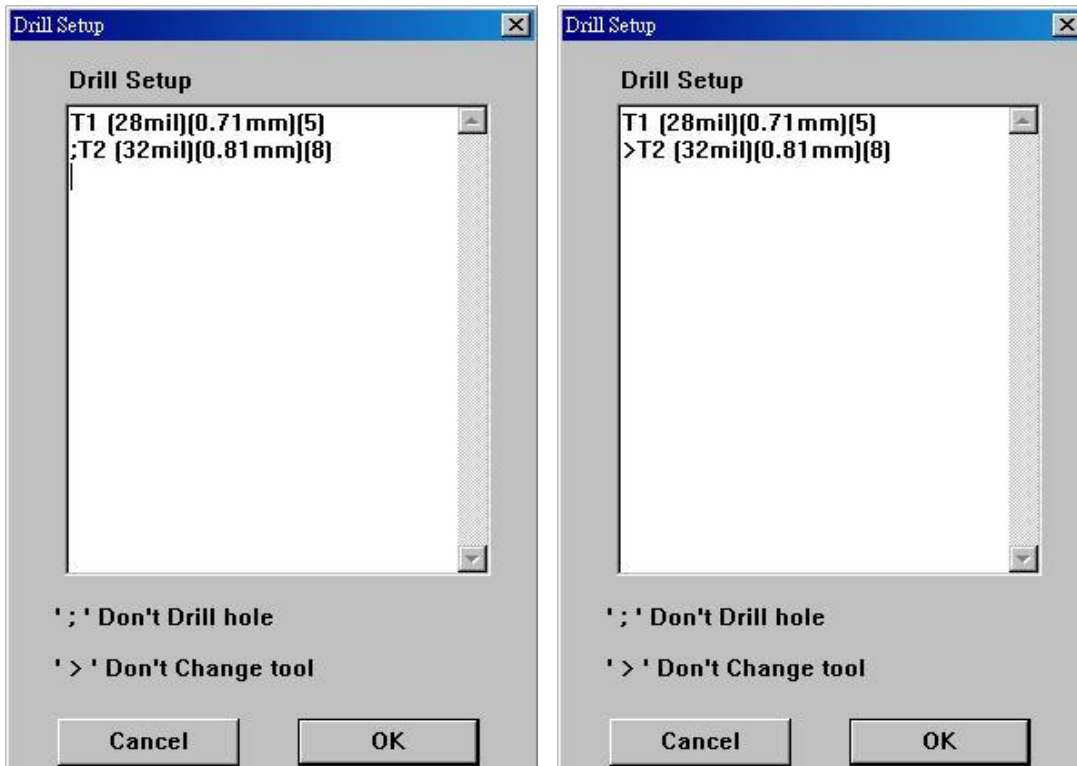 Drill Setup
Drill Setup
T1 (28mil)(0.71mm)(5)
;T2 (32mil)(0.81mm)(8)
' ; ' Don't Drill hole
' > ' Don't Change tool
Cancel
OK
Drill Setup
Drill Setup
T1 (28mil)(0.71mm)(5)
>T2 (32mil)(0.81mm)(8)
' ; ' Don't Drill hole
' > ' Don't Change tool
Cancel
OK